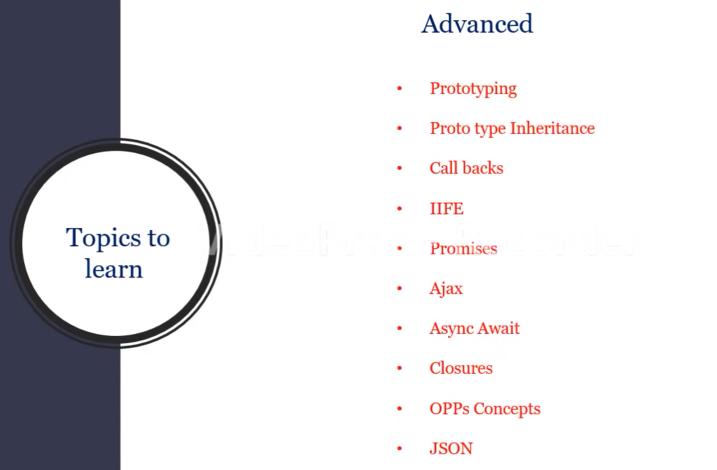 Advanced
Topics to
learn
• Prototyping
• Proto type Inheritance
• Call backs
• IIFE
• Promises
• Ajax
• Async Await
• Closures
• OPPs Concepts
• JSON